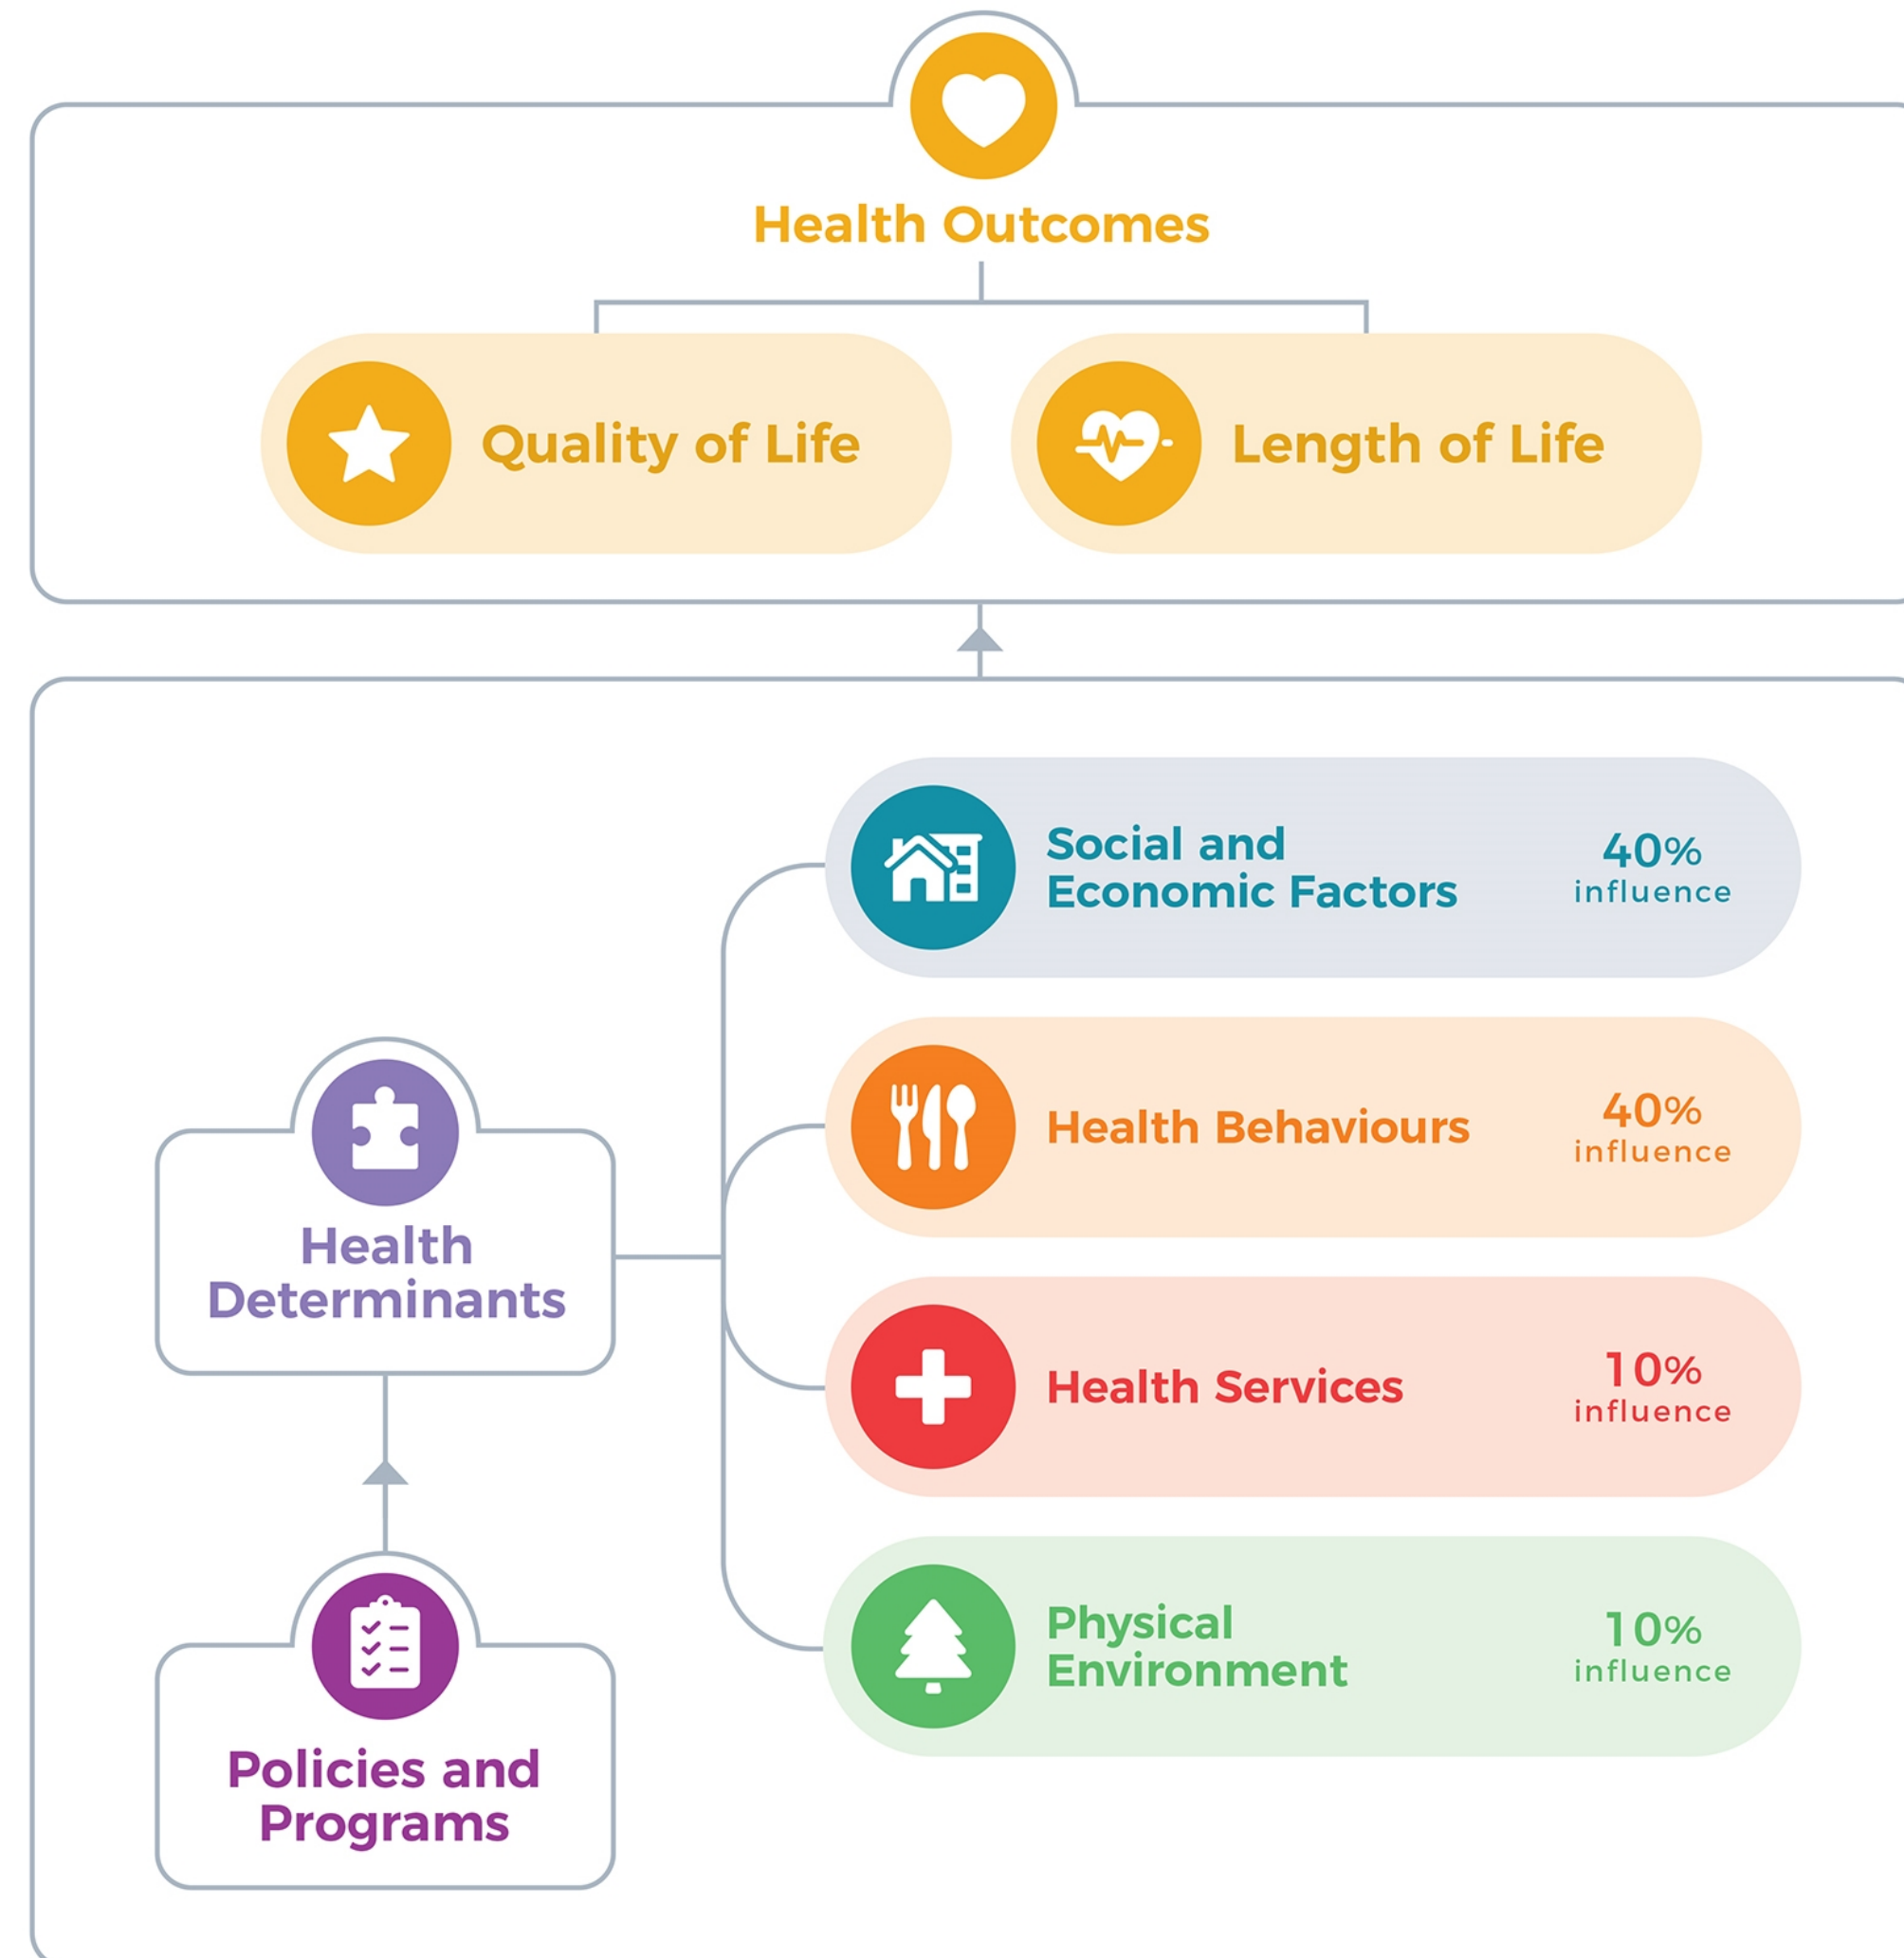 Health Outcomes
Quality of Life
Length of Life
Social and
Economic Factors
40%
influence
Health Behaviours
40%
influence
Health
Determinants
Health Services
10%
influence
Physical
Environment
10%
influence
Policies and
Programs